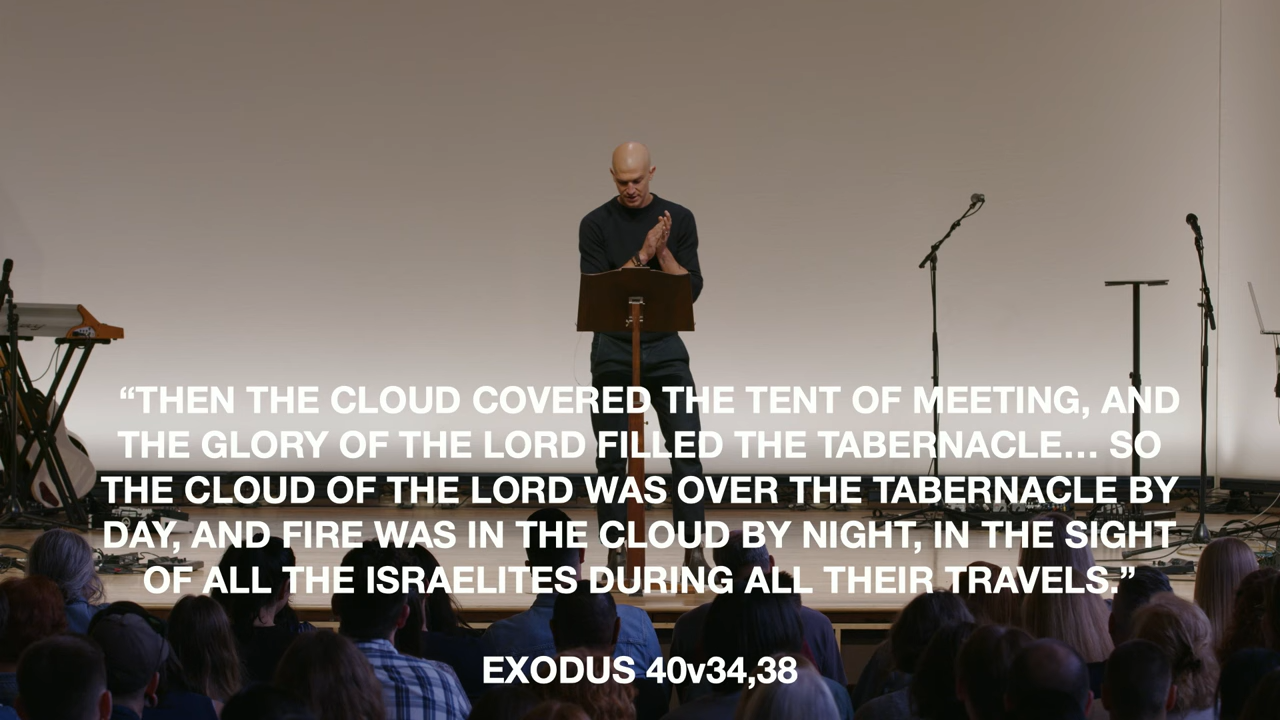 “THEN THE CLOUD COVERED THE TENT OF MEETING, AND
THE GLORY OF THE LORD FILLED THE TABERNACLE... SO
THE CLOUD OF THE LORD WAS OVER THE TABERNACLE BY
DAY, AND FIRE WAS IN THE CLOUD BY NIGHT, IN THE SIGHT
OF ALL THE ISRAELITES DURING ALL THEIR TRAVELS.”
EXODUS 40v34,38